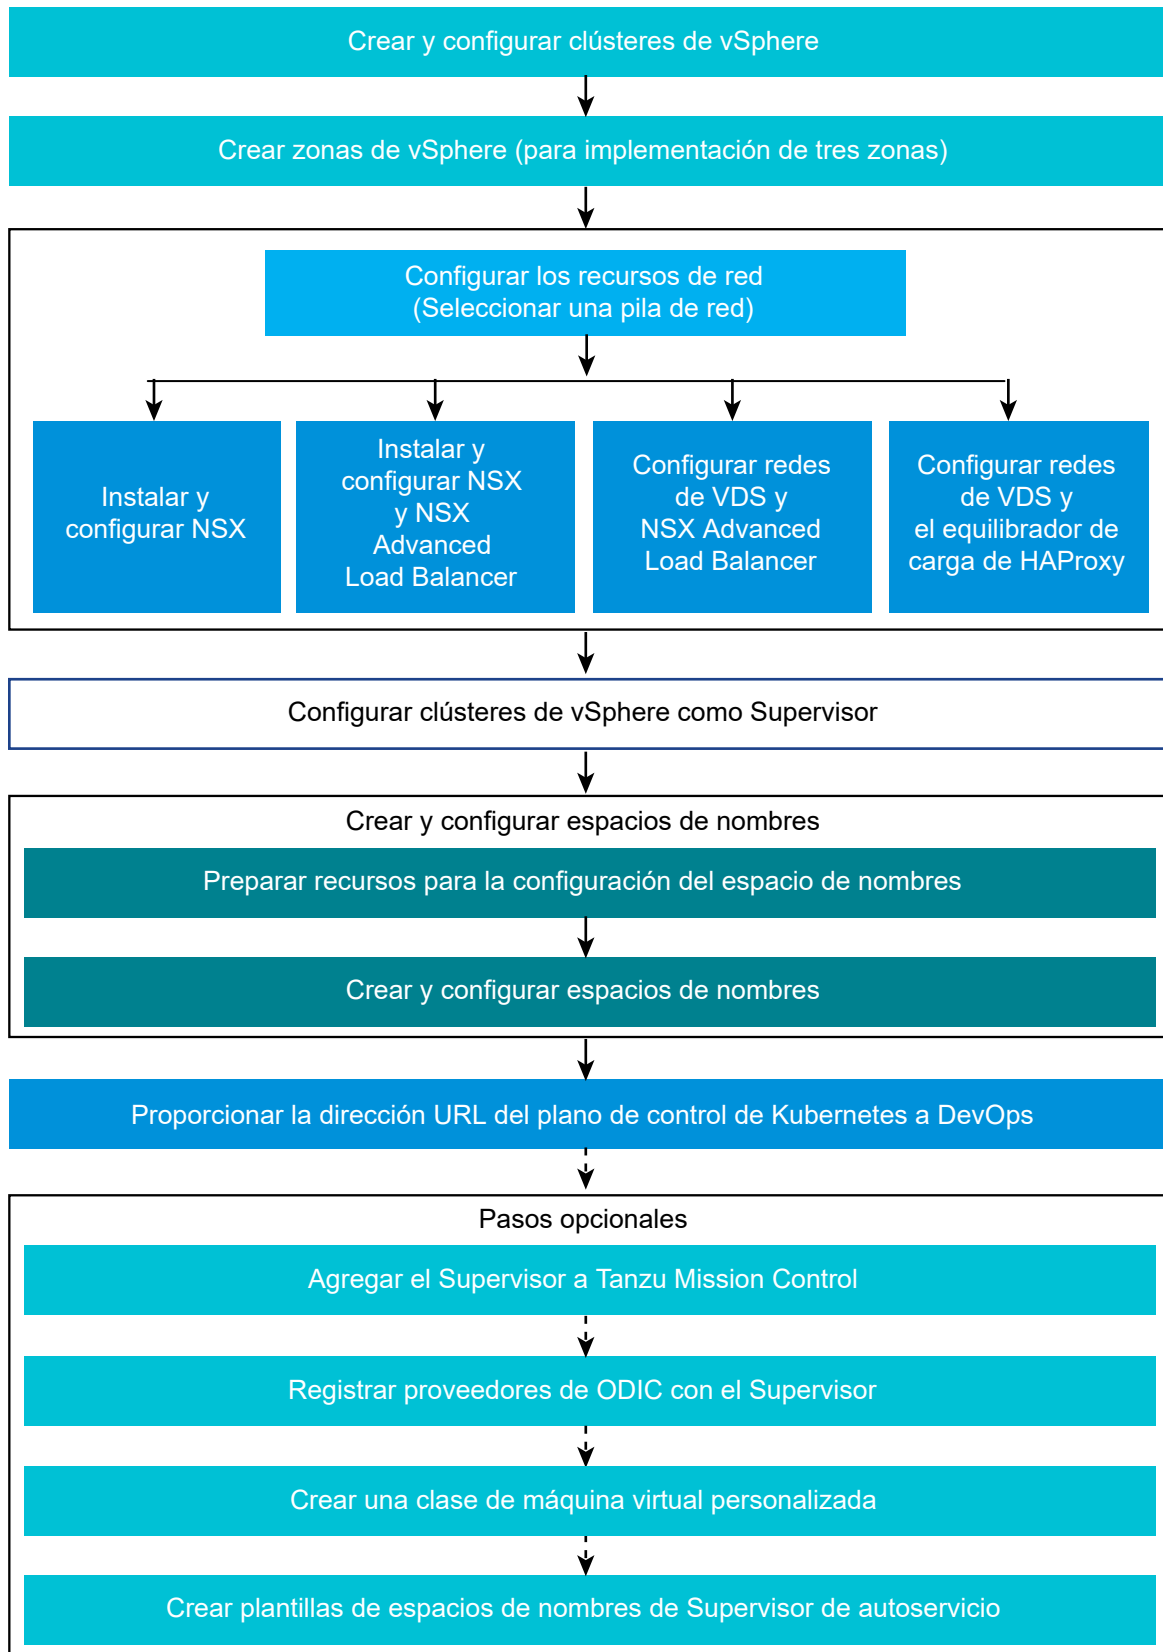 Crear y configurar clústeres de vSphere
Crear zonas de vSphere (para implementación de tres zonas)
Configurar los recursos de red
(Seleccionar una pila de red)
Instalar y
configurar NSX
Instalar y
configurar NSX
y NSX
Advanced
Load Balancer
Configurar redes
de VDS y
NSX Advanced
Load Balancer
Configurar redes
de VDS y
el equilibrador de
carga de HAProxy
Configurar clústeres de vSphere como Supervisor
Crear y configurar espacios de nombres
Preparar recursos para la configuración del espacio de nombres
Crear y configurar espacios de nombres
Proporcionar la dirección URL del plano de control de Kubernetes a DevOps
Pasos opcionales
Agregar el Supervisor a Tanzu Mission Control
Registrar proveedores de ODIC con el Supervisor
Crear una clase de máquina virtual personalizada
Crear plantillas de espacios de nombres de Supervisor de autoservicio